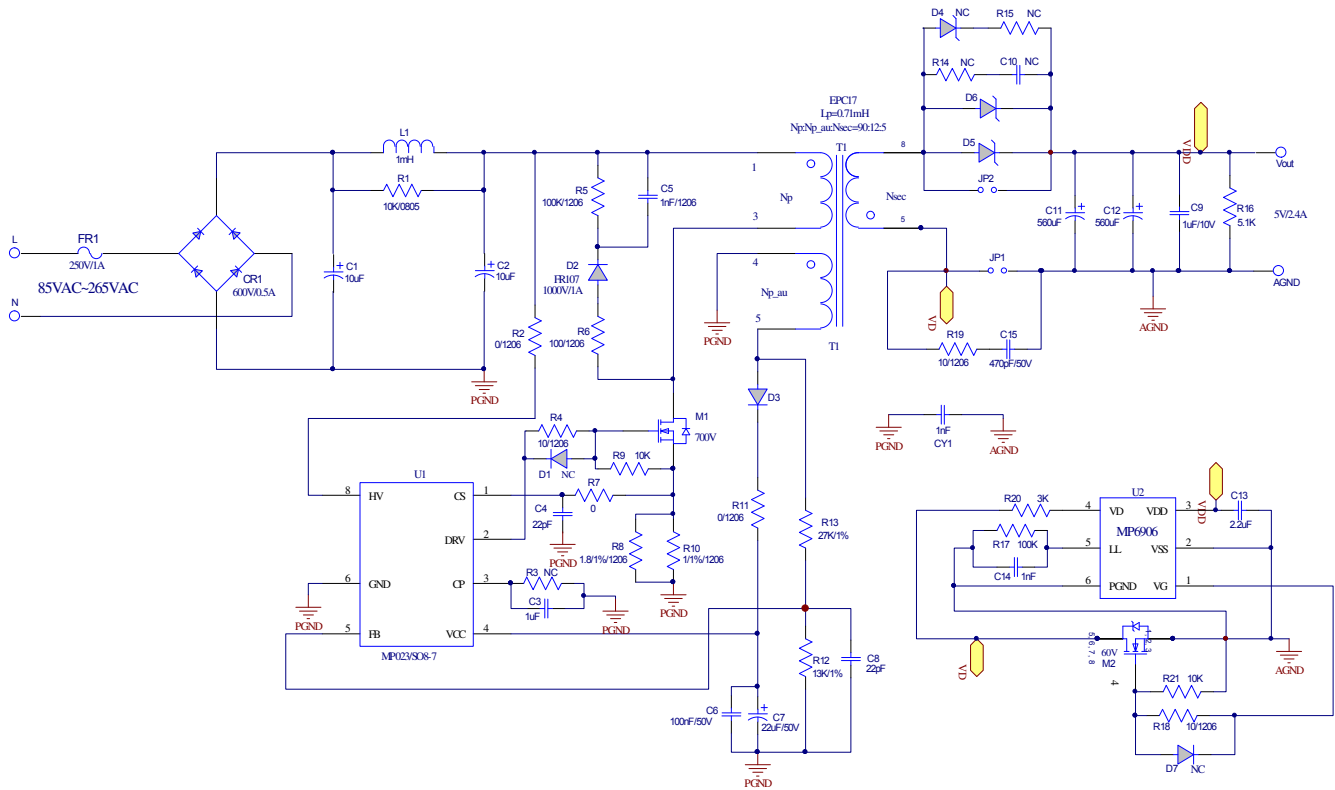 D4 NC
R15 NC
R14 NC
C10 NC
D6
D5
JP2
EPC17
Lp=0.71mH
Np:Np_au:Nsec=90:12:5
T1
1
Np
3
4
Np_au
5
T1
8
Nsec
5
L1
1mH
R1
10K/0805
L
FR1
250V/1A
N
85VAC~265VAC
CR1
600V/0.5A
C1
10uF
C2
10uF
PGND
R2
0/1206
R5
100K/1206
C5
1nF/1206
D2
FR107
1000V/1A
R6
100/1206
PGND
VDD
Vout
C11
560uF
C12
560uF
C9
1uF/10V
R16
5.1K
5V/2.4A
JP1
AGND
VD
AGND
R19
10/1206
C15
470pF/50V
PGND
1nF
CY1
AGND
D3
M1
700V
R4
10/1206
D1 NC
R9 10K
R7
0
C4
22pF
PGND
R8
1.8/1%/1206
R10
1/1%/1206
PGND
R3 NC
C3
1uF
PGND
U1
8 HV
CS 1
DRV 2
6 GND
CP 3
5 FB
VCC 4
MP023/SO8-7
PGND
R11
0/1206
R13
27K/1%
R12
13K/1%
C8
22pF
C6
100nF/50V
C7
22uF/50V
PGND
U2
MP6906
4 VD
VDD 3
5 LL
VSS 2
6 PGND
VG 1
R20 3K
R17 100K
C14 1nF
VDD
C13
2.2uF
VD
5, 6, 7, 8
1, 2, 3
60V
M2
4
AGND
R21 10K
R18 10/1206
D7 NC